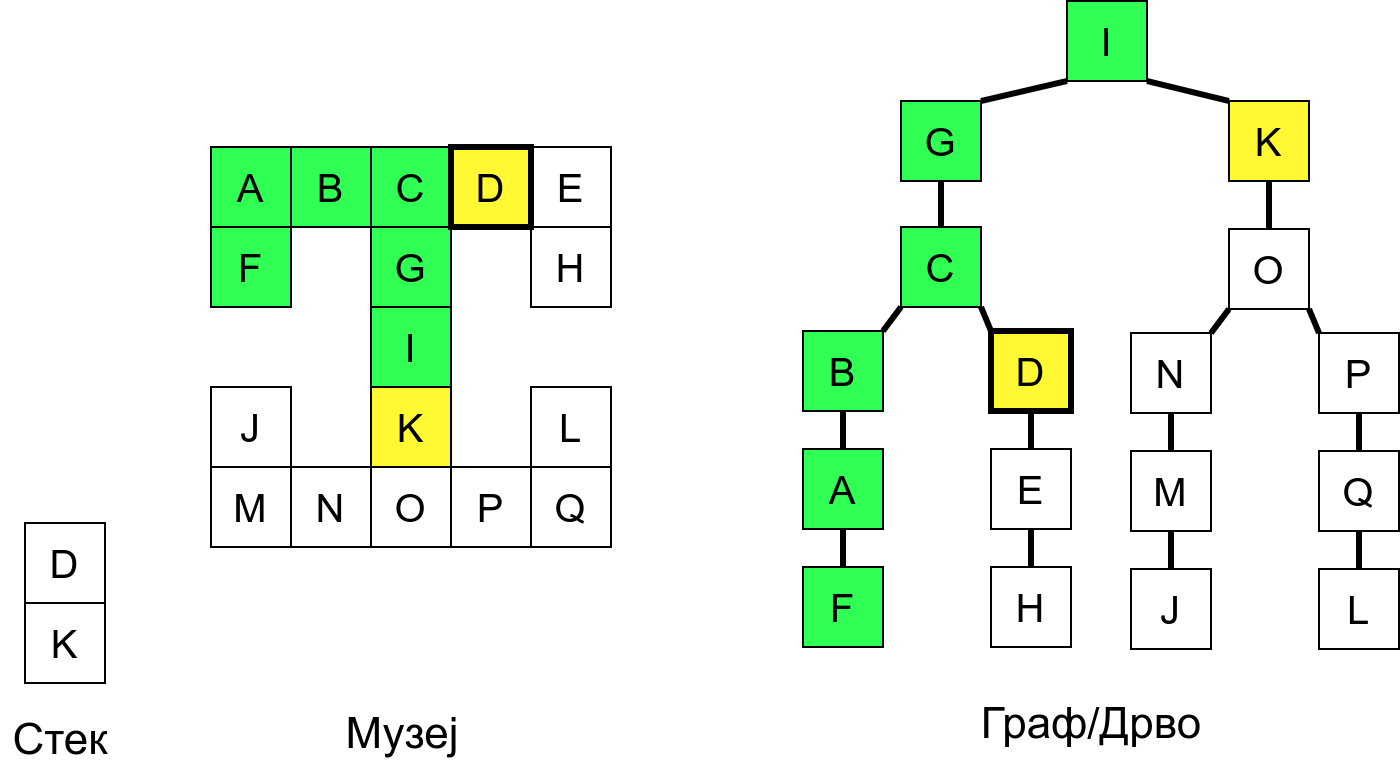 A B C D E
F G H
I
J K L
M N O P Q
Музеј
D
K
Стек
I
G K
C O
B D N P
A E M Q
F H J L
Граф/Дрво